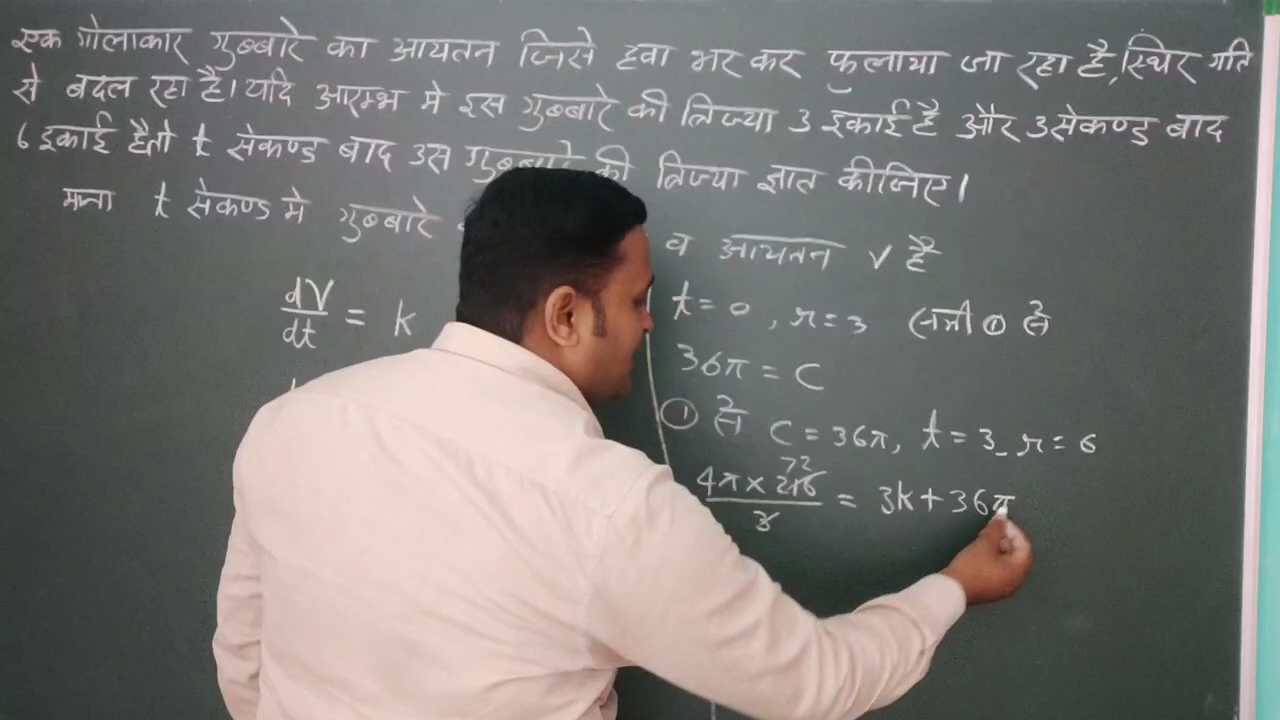 एक गोलाकार गुब्बारे का आयतन जिसे हवा भर कर फुलाया जा रहा है, स्थिर गति
से बदल रहा है। यदि आरम्भ मे इस गुब्बारे की त्रिज्या 3 इकाई है और 3सेकण्ड बाद
6 इकाई है तो t सेकण्ड बाद उस गुब्बारे की त्रिज्या ज्ञात कीजिए।
माना t सेकण्ड मे गुब्बारे व आयतन V है
dV/dt = k
t = 0, r = 3 (समी ① से
36π = C
① से C = 36π, t = 3, r = 6
4π × 216 72 / 3 = 3k + 36π